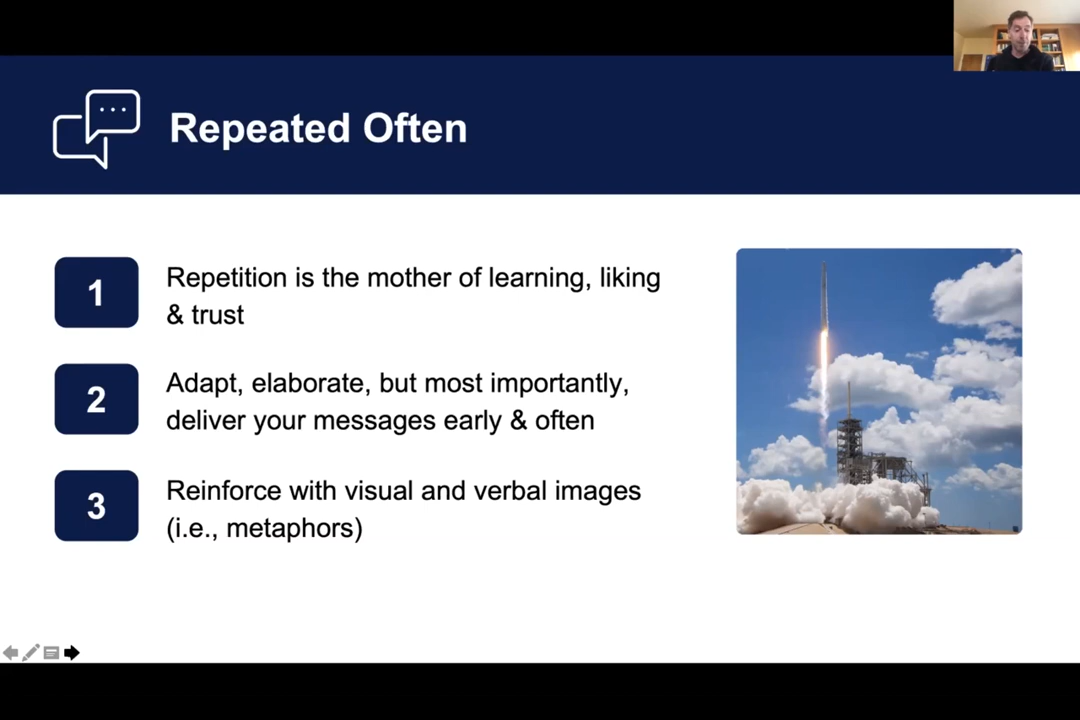 Repeated Often
1
Repetition is the mother of learning, liking
& trust
2
Adapt, elaborate, but most importantly,
deliver your messages early & often
3
Reinforce with visual and verbal images
(i.e., metaphors)